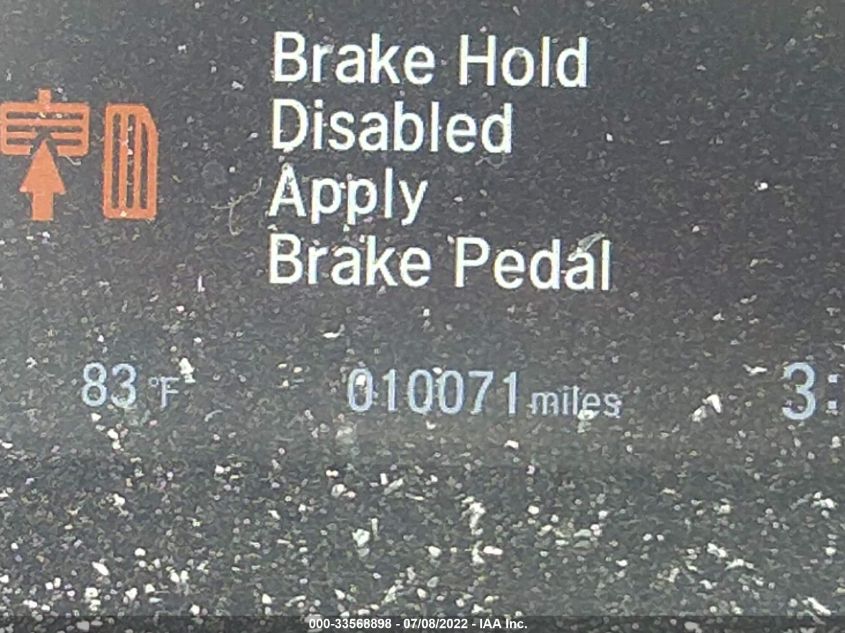 Brake Hold
Disabled
Apply
Brake Pedal
83 °F 010071 miles 3:
000-33568898 - 07/08/2022 - IAA Inc.